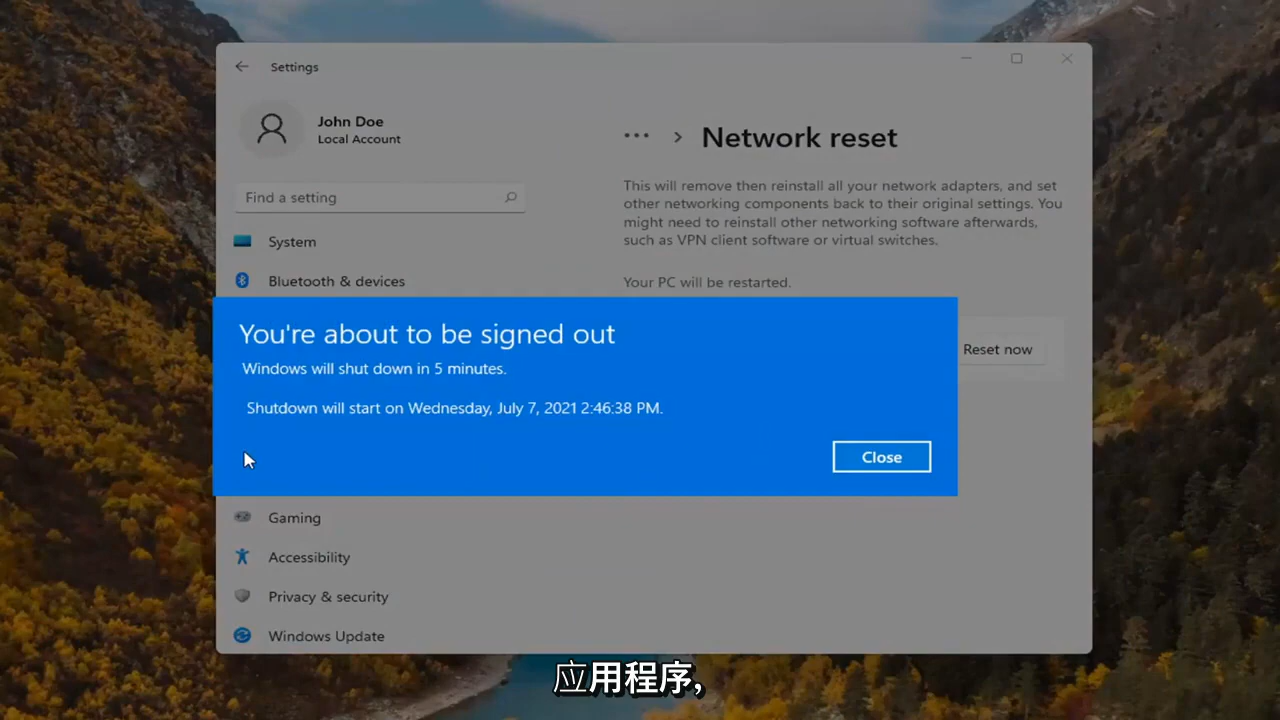 Settings
John Doe
Local Account
Find a setting
System
Bluetooth & devices
... > Network reset
This will remove then reinstall all your network adapters, and set
other networking components back to their original settings. You
might need to reinstall other networking software afterwards,
such as VPN client software or virtual switches.
Your PC will be restarted.
Reset now
You're about to be signed out
Windows will shut down in 5 minutes.
Shutdown will start on Wednesday, July 7, 2021 2:46:38 PM.
Close
Gaming
Accessibility
Privacy & security
Windows Update
应用程序,